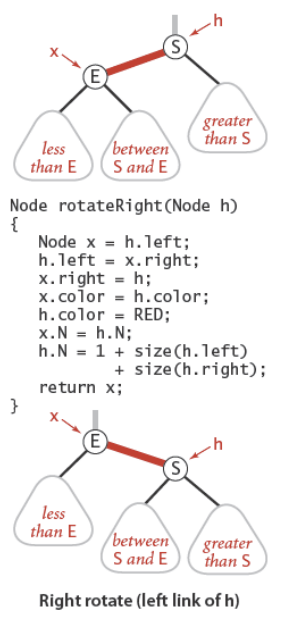 h
x
S
E
less
than E
between
S and E
greater
than S
Node rotateRight(Node h)
{
   Node x = h.left;
   h.left = x.right;
   x.right = h;
   x.color = h.color;
   h.color = RED;
   x.N = h.N;
   h.N = 1 + size(h.left)
           + size(h.right);
   return x;
}
x
E
h
S
less
than E
between
S and E
greater
than S
Right rotate (left link of h)